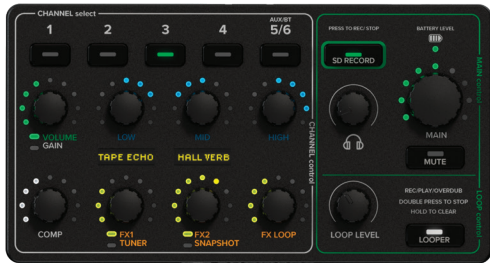 CHANNEL select
1
2
3
4
AUX/BT
5/6
PRESS TO REC/ STOP
SD RECORD
BATTERY LEVEL
MAIN control
VOLUME
GAIN
LOW
MID
HIGH
MAIN
MUTE
TAPE ECHO
HALL VERB
CHANNEL control
COMP
FX1
TUNER
FX2
SNAPSHOT
FX LOOP
LOOP LEVEL
REC/PLAY/OVERDUB
DOUBLE PRESS TO STOP
HOLD TO CLEAR
LOOPER
LOOP control